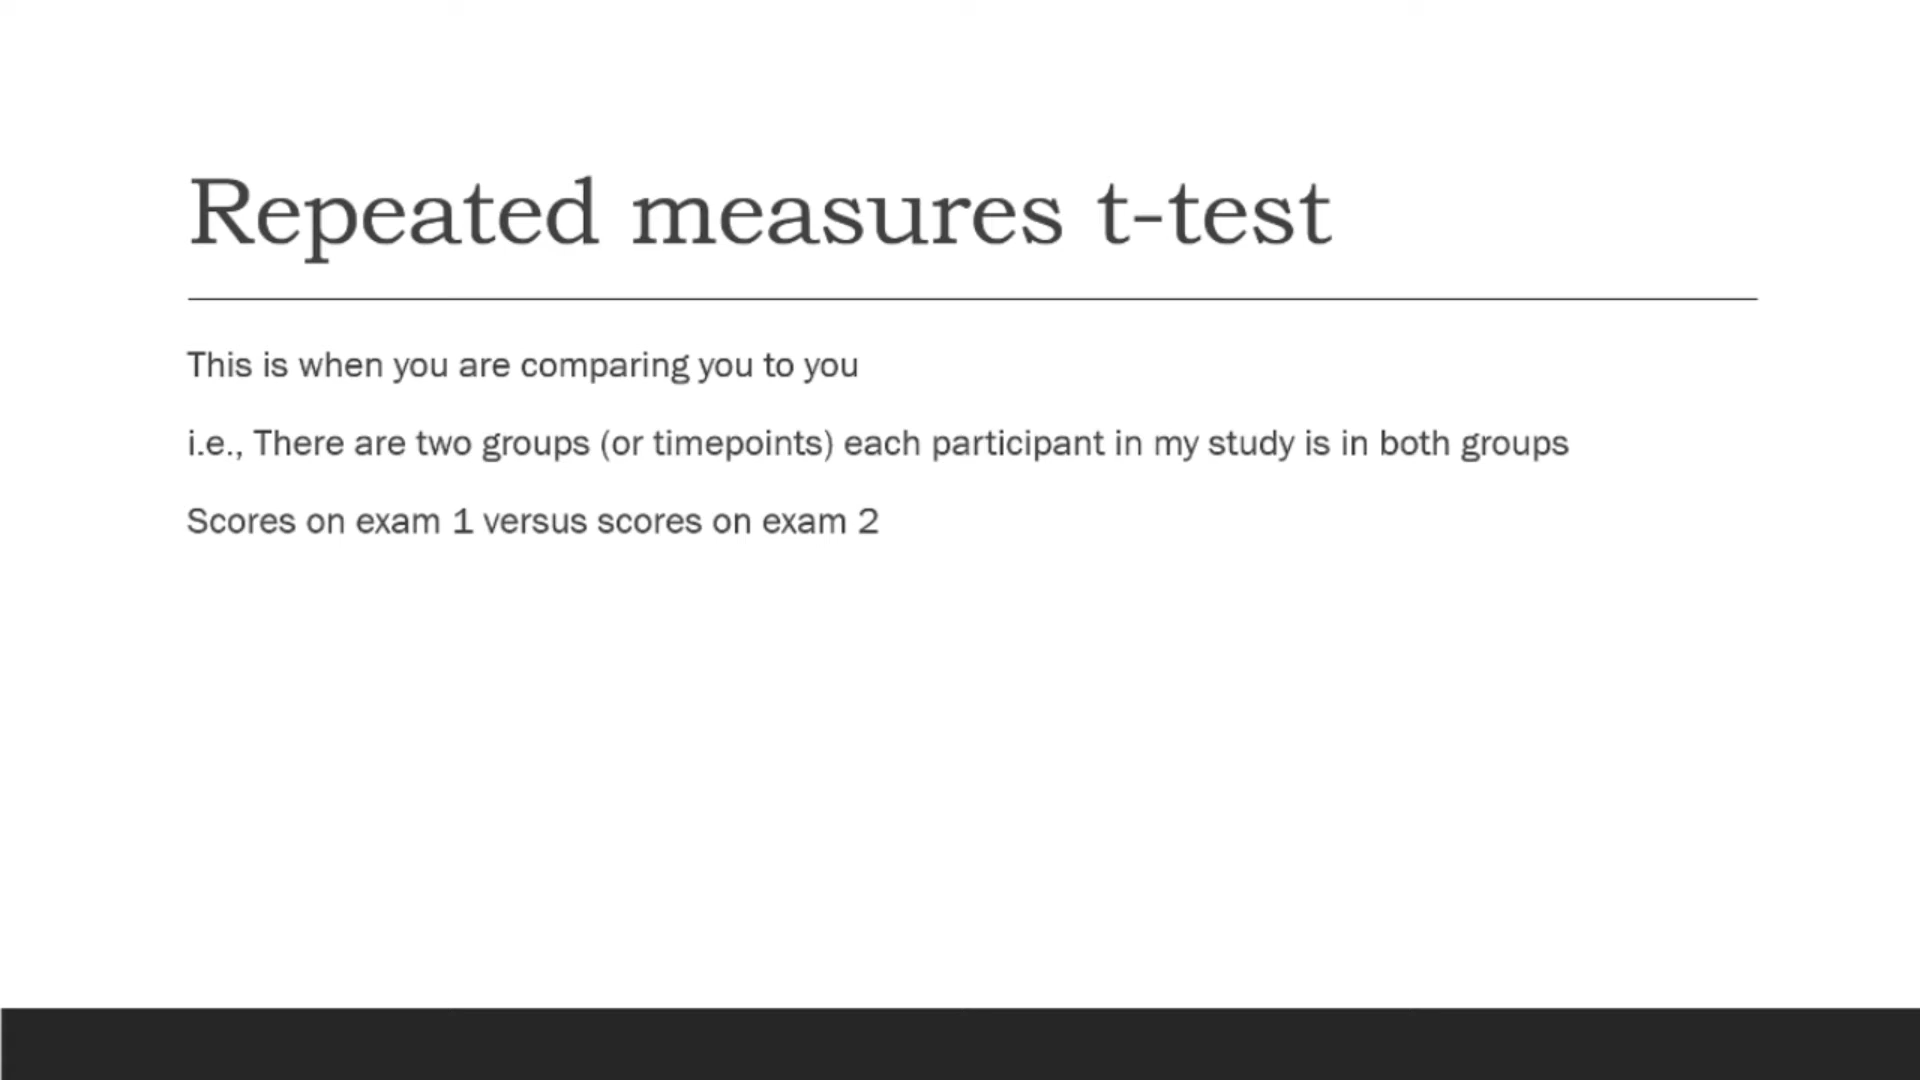 Repeated measures t-test
This is when you are comparing you to you
i.e., There are two groups (or timepoints) each participant in my study is in both groups
Scores on exam 1 versus scores on exam 2